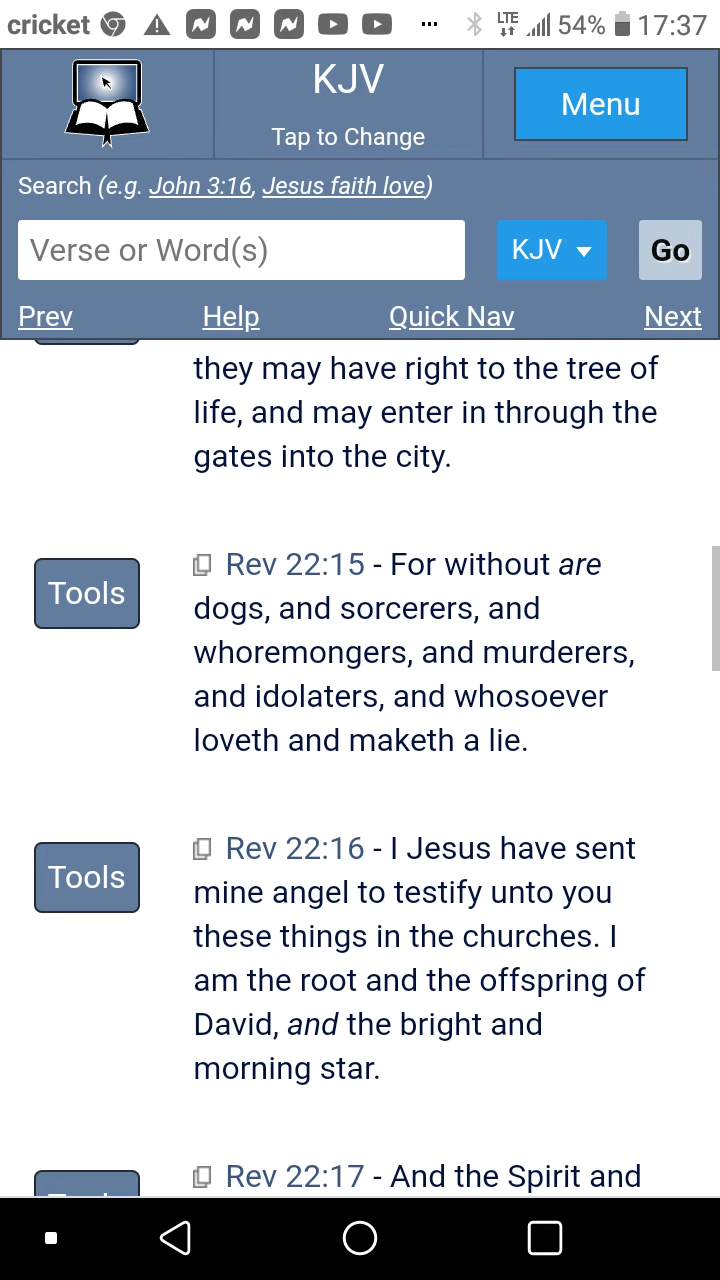 cricket ... LTE 54% 17:37
KJV
Tap to Change
Menu
Search (e.g. John 3:16, Jesus faith love)
Verse or Word(s)
KJV
Go
Prev Help Quick Nav Next
they may have right to the tree of
life, and may enter in through the
gates into the city.
Tools
Rev 22:15 - For without are
dogs, and sorcerers, and
whoremongers, and murderers,
and idolaters, and whosoever
loveth and maketh a lie.
Tools
Rev 22:16 - I Jesus have sent
mine angel to testify unto you
these things in the churches. I
am the root and the offspring of
David, and the bright and
morning star.
Rev 22:17 - And the Spirit and